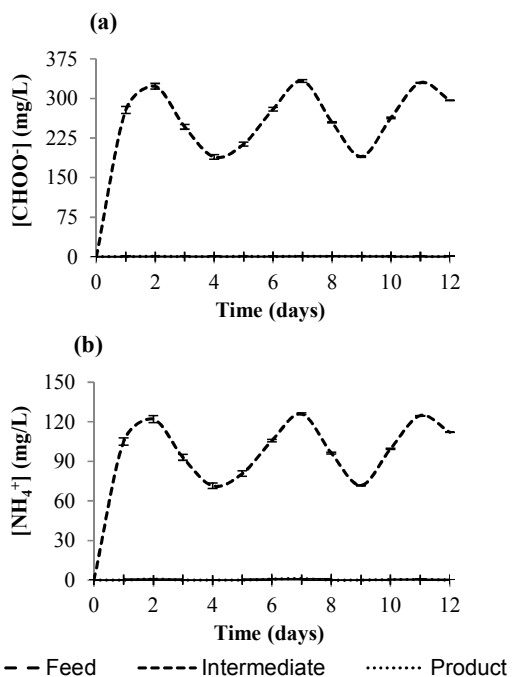 (a)
[CHOO-] (mg/L)
375
300
225
150
75
0
0 2 4 6 8 10 12
Time (days)
(b)
[NH₄⁺] (mg/L)
150
120
90
60
30
0
0 2 4 6 8 10 12
Time (days)
Feed Intermediate Product